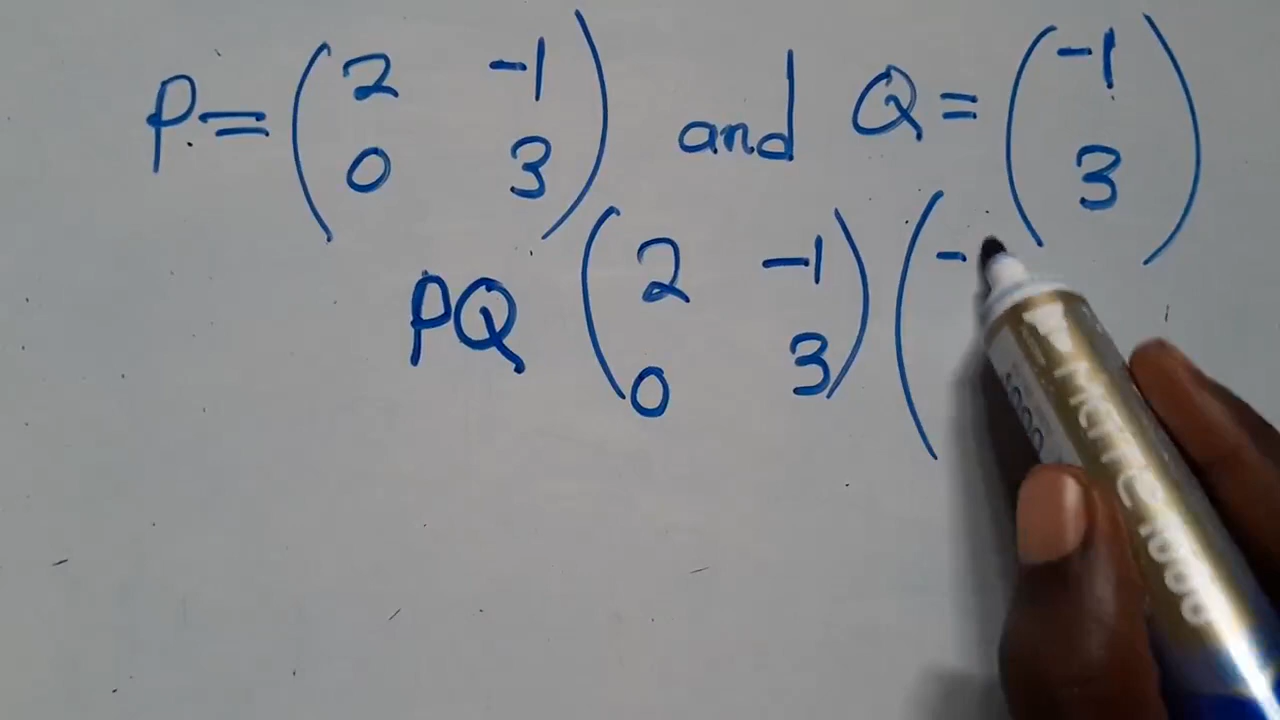 P = ( 2 -1 ) and Q = ( -1 )
( 0 3 ) ( 3 )
PQ ( 2 -1 ) ( -
( 0 3 )